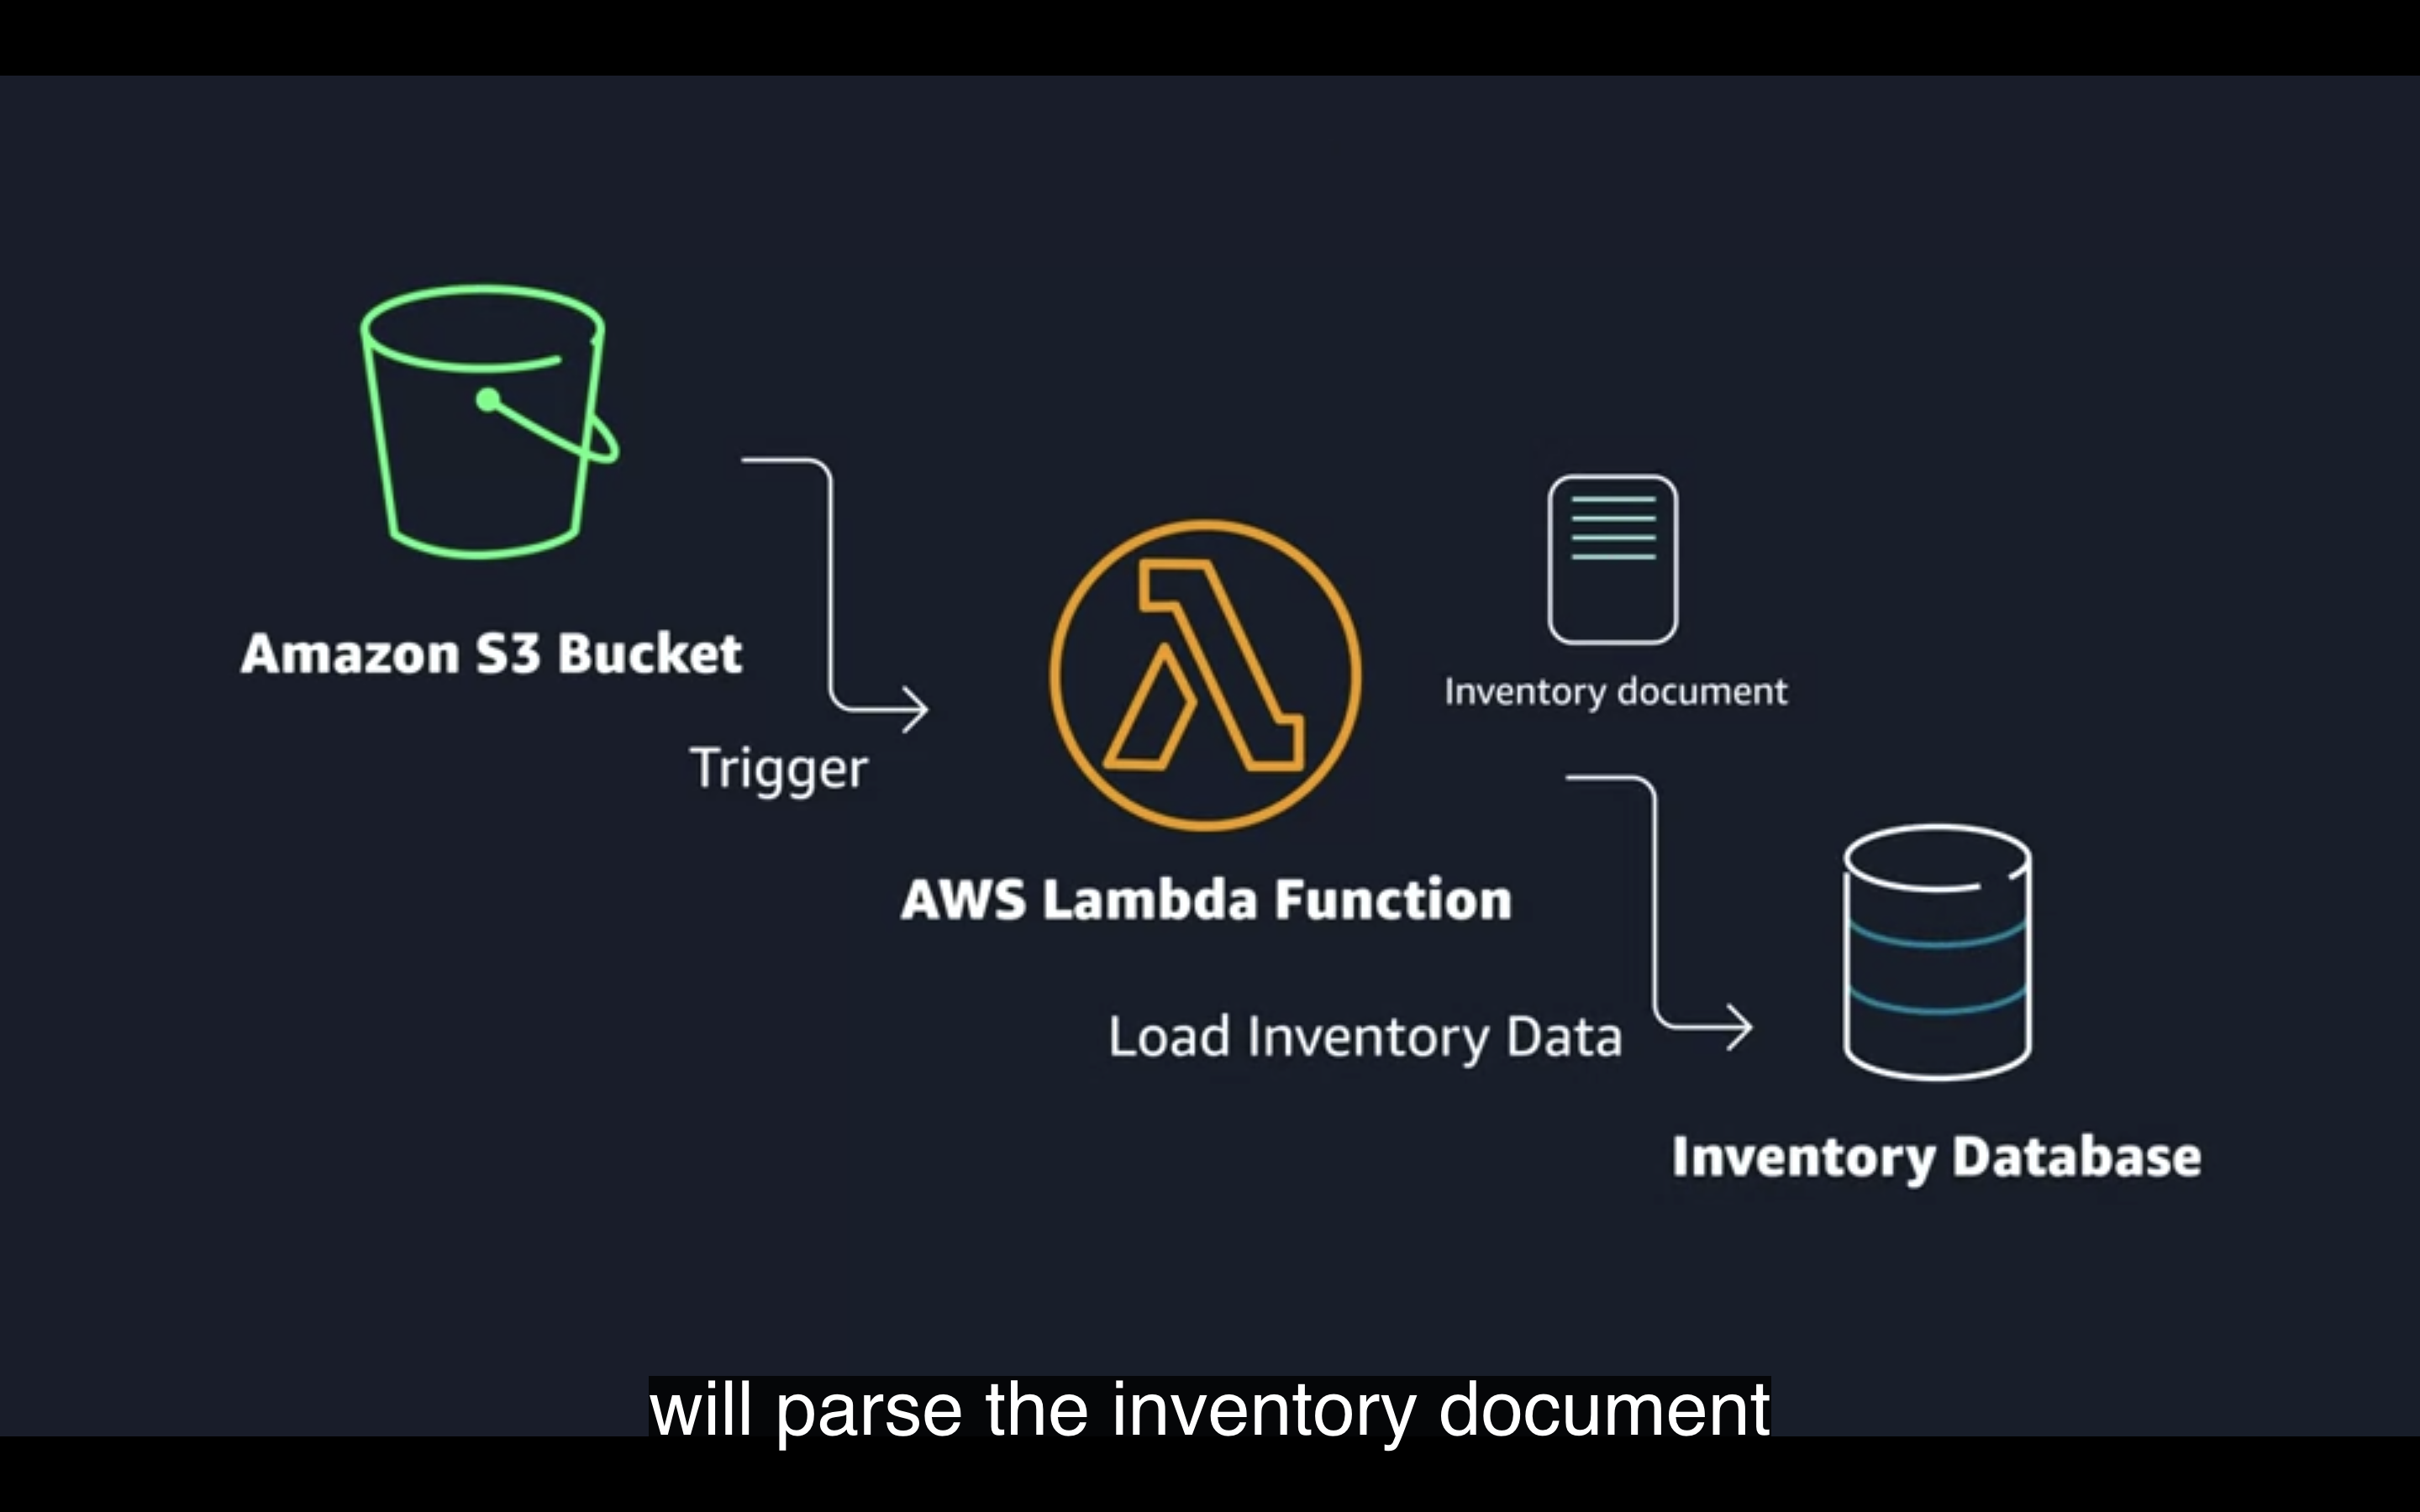 Amazon S3 Bucket
Trigger
AWS Lambda Function
Inventory document
Load Inventory Data
Inventory Database
will parse the inventory document